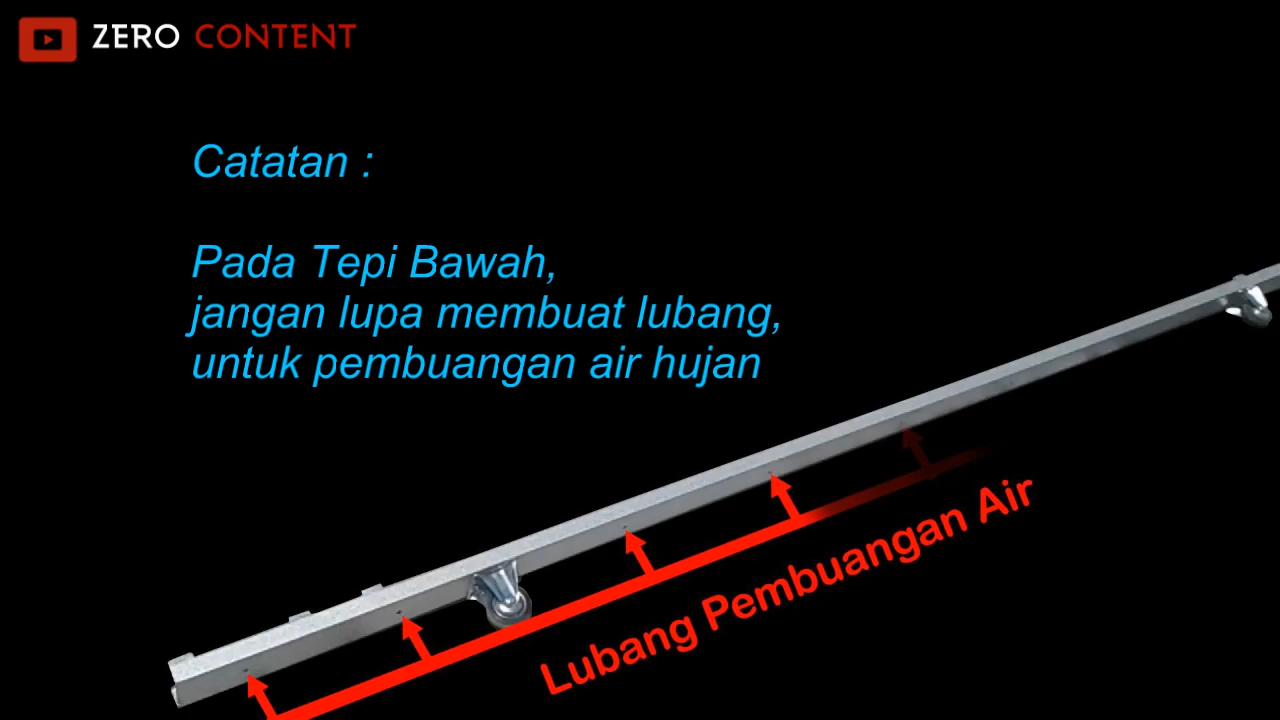 ZERO CONTENT
Catatan :
Pada Tepi Bawah,
jangan lupa membuat lubang,
untuk pembuangan air hujan
Lubang Pembuangan Air